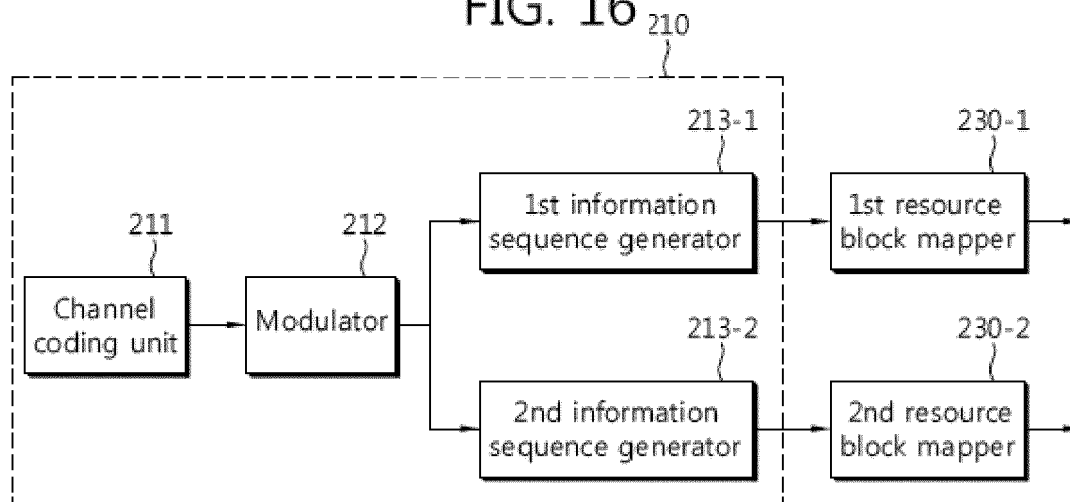 FIG. 16
210
213-1
230-1
1st information
sequence generator
1st resource
block mapper
211
212
Channel
coding unit
Modulator
213-2
230-2
2nd information
sequence generator
2nd resource
block mapper